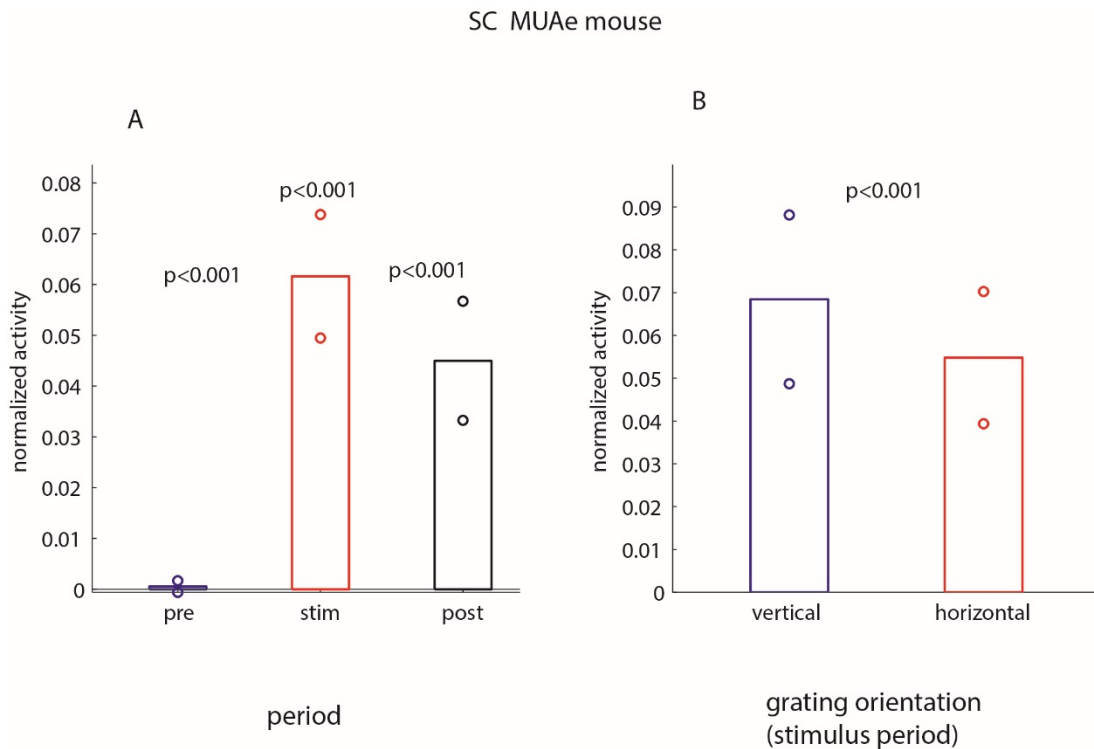 SC MUAe mouse
A
normalized activity
0.08
0.07
0.06
0.05
0.04
0.03
0.02
0.01
0
p<0.001
p<0.001
p<0.001
pre stim post
period
B
normalized activity
0.09
0.08
0.07
0.06
0.05
0.04
0.03
0.02
0.01
0
p<0.001
vertical horizontal
grating orientation
(stimulus period)